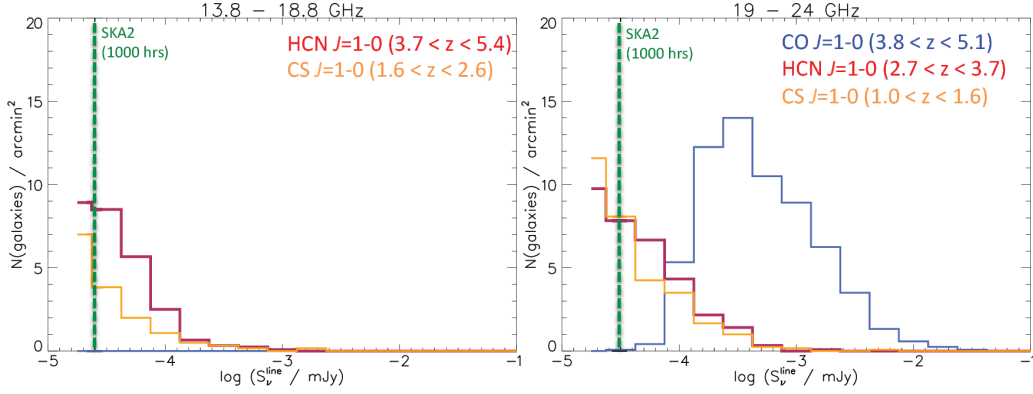 13.8 – 18.8 GHz
20
15
10
5
0
N(galaxies) / arcmin²
SKA2
(1000 hrs)
HCN J=1-0 (3.7 < z < 5.4)
CS J=1-0 (1.6 < z < 2.6)
-5
-4
-3
-2
-1
log (S_ν^line / mJy)
19 – 24 GHz
20
15
10
5
0
N(galaxies) / arcmin²
SKA2
(1000 hrs)
CO J=1-0 (3.8 < z < 5.1)
HCN J=1-0 (2.7 < z < 3.7)
CS J=1-0 (1.0 < z < 1.6)
-5
-4
-3
-2
-1
log (S_ν^line / mJy)